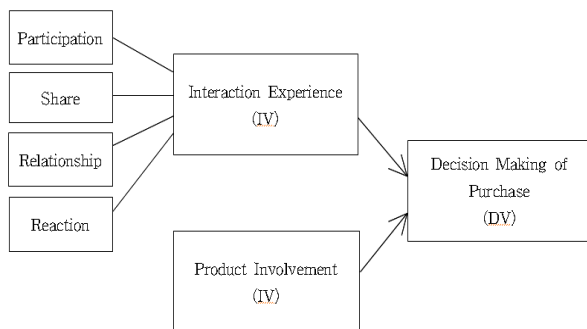 Participation
Share
Relationship
Reaction
Interaction Experience
(IV)
Product Involvement
(IV)
Decision Making of
Purchase
(DV)